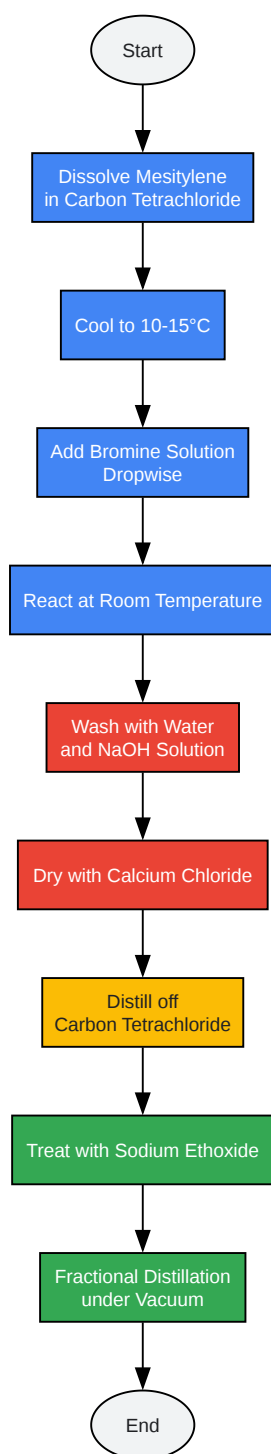 Start
Dissolve Mesitylene
in Carbon Tetrachloride
Cool to 10-15°C
Add Bromine Solution
Dropwise
React at Room Temperature
Wash with Water
and NaOH Solution
Dry with Calcium Chloride
Distill off
Carbon Tetrachloride
Treat with Sodium Ethoxide
Fractional Distillation
under Vacuum
End